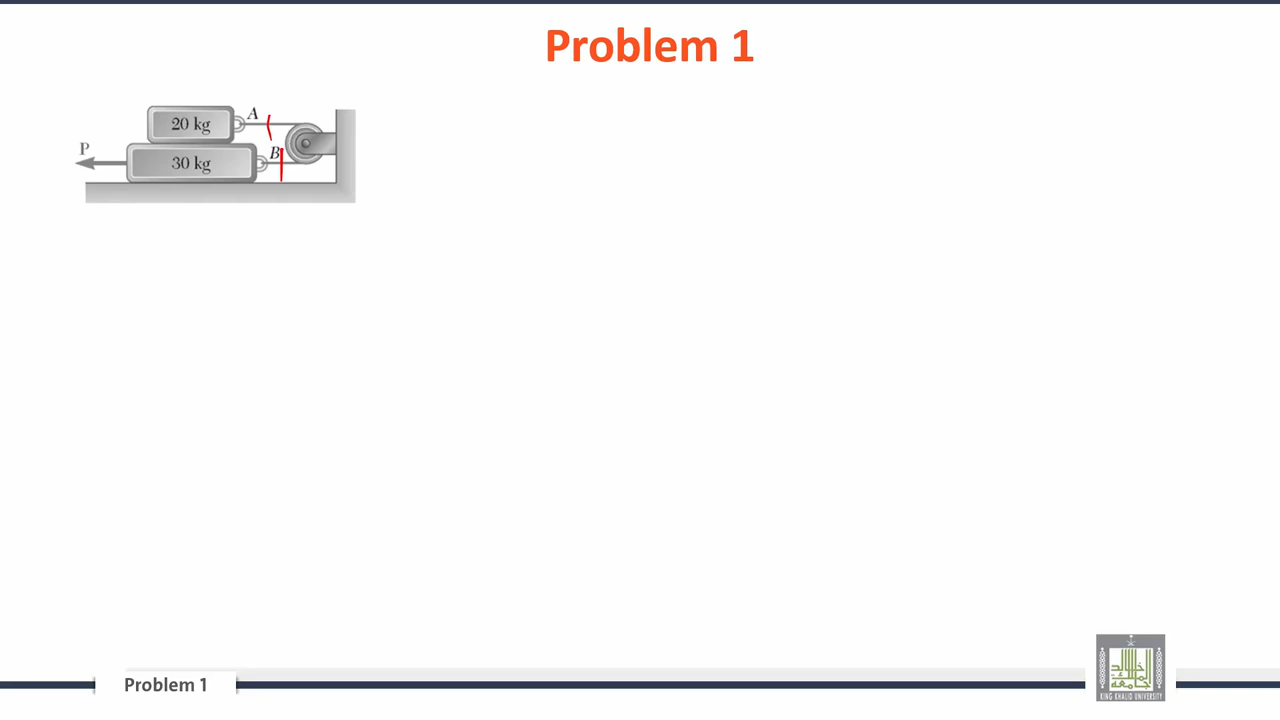 Problem 1
A
20 kg
P
B
30 kg
Problem 1
KING KHALID UNIVERSITY